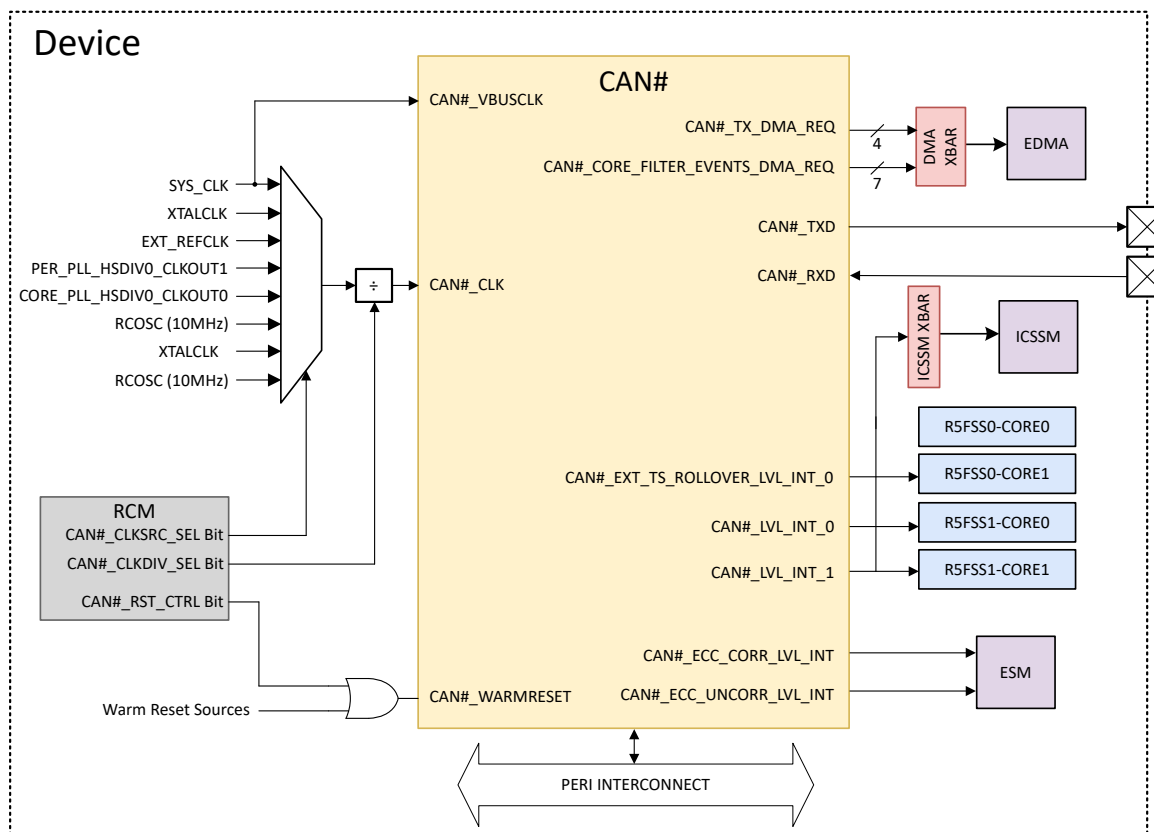 Device
CAN#
CAN#_VBUSCLK
CAN#_TX_DMA_REQ
4
CAN#_CORE_FILTER_EVENTS_DMA_REQ
7
DMA
XBAR
EDMA
SYS_CLK
XTALCLK
EXT_REFCLK
PER_PLL_HSDIV0_CLKOUT1
CORE_PLL_HSDIV0_CLKOUT0
RCOSC (10MHz)
XTALCLK
RCOSC (10MHz)
÷
CAN#_CLK
CAN#_TXD
CAN#_RXD
ICSSM XBAR
ICSSM
R5FSS0-CORE0
CAN#_EXT_TS_ROLLOVER_LVL_INT_0
R5FSS0-CORE1
CAN#_LVL_INT_0
R5FSS1-CORE0
CAN#_LVL_INT_1
R5FSS1-CORE1
RCM
CAN#_CLKSRC_SEL Bit
CAN#_CLKDIV_SEL Bit
CAN#_RST_CTRL Bit
CAN#_ECC_CORR_LVL_INT
CAN#_ECC_UNCORR_LVL_INT
ESM
Warm Reset Sources
CAN#_WARMRESET
PERI INTERCONNECT